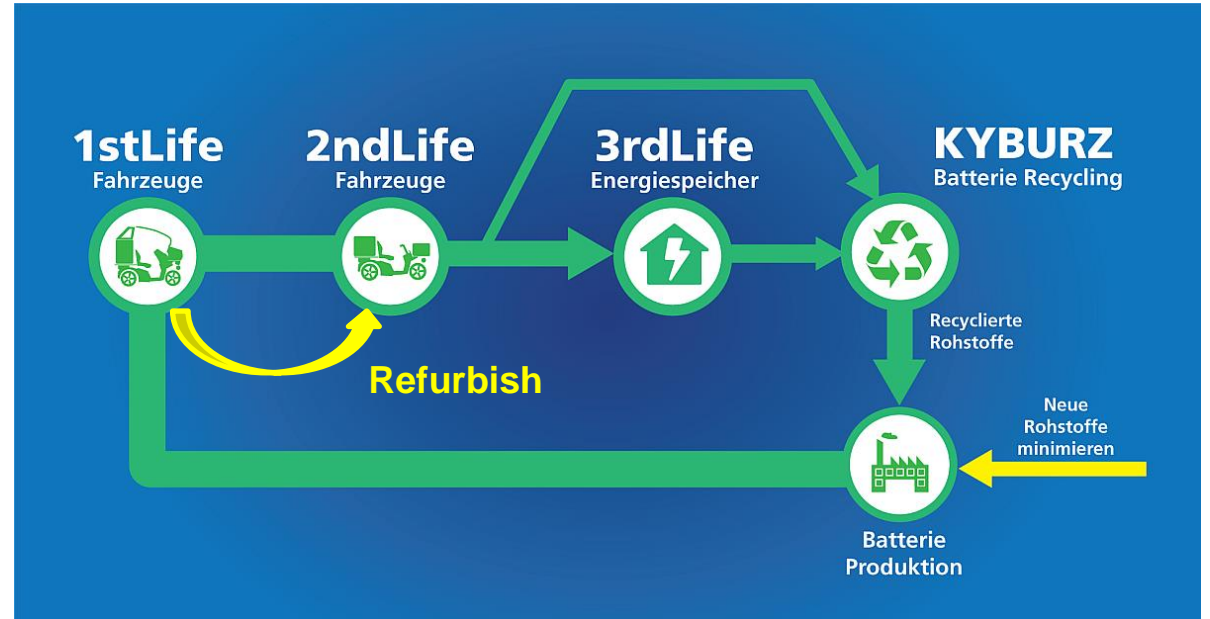 1stLife
Fahrzeuge
2ndLife
Fahrzeuge
3rdLife
Energiespeicher
KYBURZ
Batterie Recycling
Recyclierte
Rohstoffe
Refurbish
Neue
Rohstoffe
minimieren
Batterie
Produktion